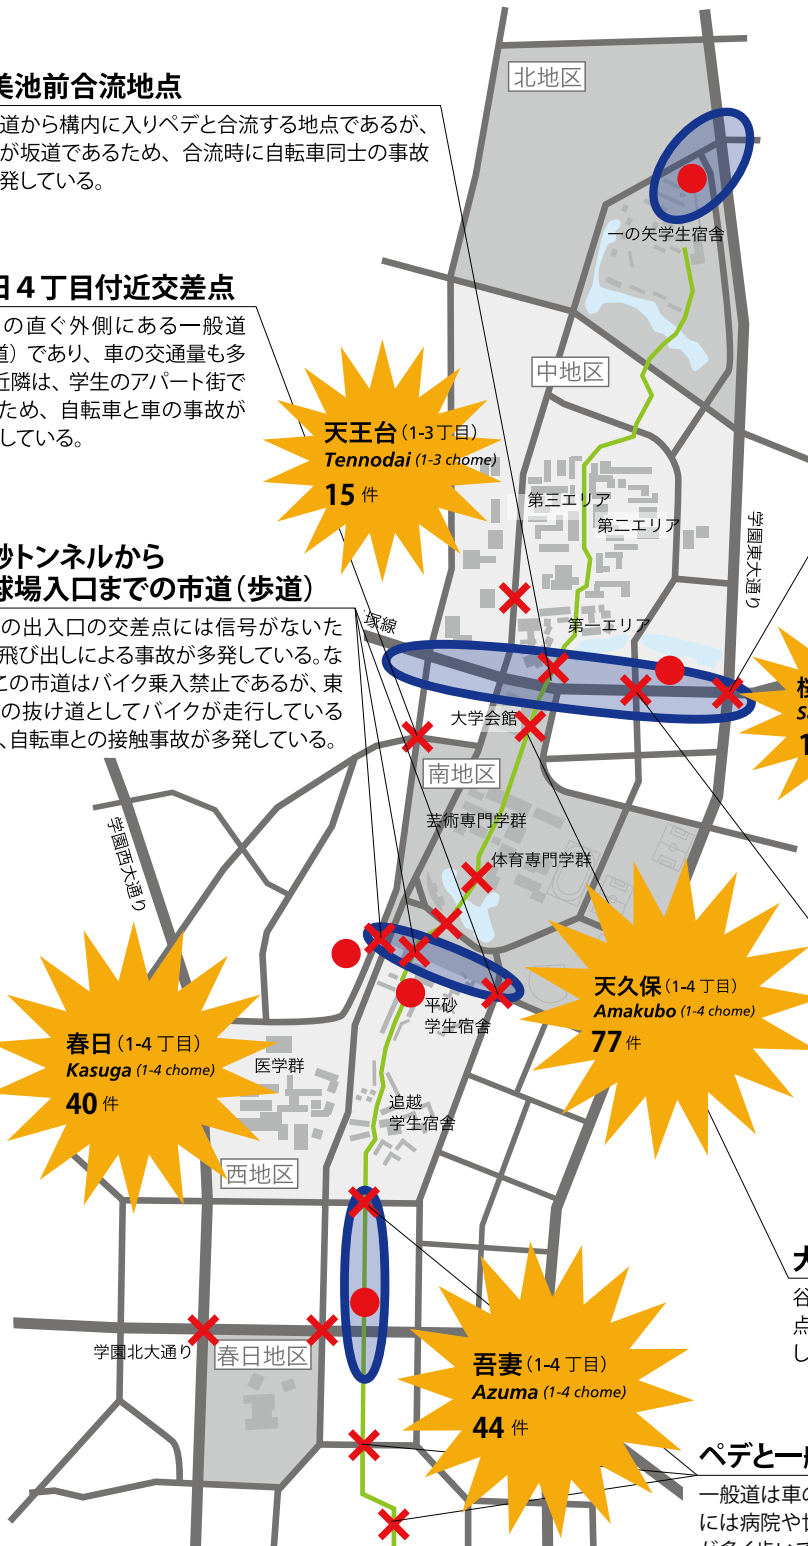 美池前合流地点
道から構内に入りペデと合流する地点であるが、
が坂道であるため、合流時に自転車同士の事故
発している。
北地区
一の矢学生宿舎
日４丁目付近交差点
の直ぐ外側にある一般道
道）であり、車の交通量も多
近隣は、学生のアパート街で
ため、自転車と車の事故が
している。
中地区
天王台（1-3 丁目）
Tennodai (1-3 chome)
15 件
第三エリア
第二エリア
学園東大通り
砂トンネルから
球場入口までの市道（歩道）
の出入口の交差点には信号がないた
飛び出しによる事故が多発している。な
この市道はバイク乗入禁止であるが、東
の抜け道としてバイクが走行している
、自転車との接触事故が多発している。
塚線
第一エリア
大学会館
南地区
芸術専門学群
体育専門学群
学園西大通り
天久保（1-4 丁目）
Amakubo (1-4 chome)
77 件
平砂
学生宿舎
春日（1-4 丁目）
Kasuga (1-4 chome)
40 件
医学群
追越
学生宿舎
西地区
学園北大通り
春日地区
吾妻（1-4 丁目）
Azuma (1-4 chome)
44 件
ペデと一般
一般道は車の
には病院や